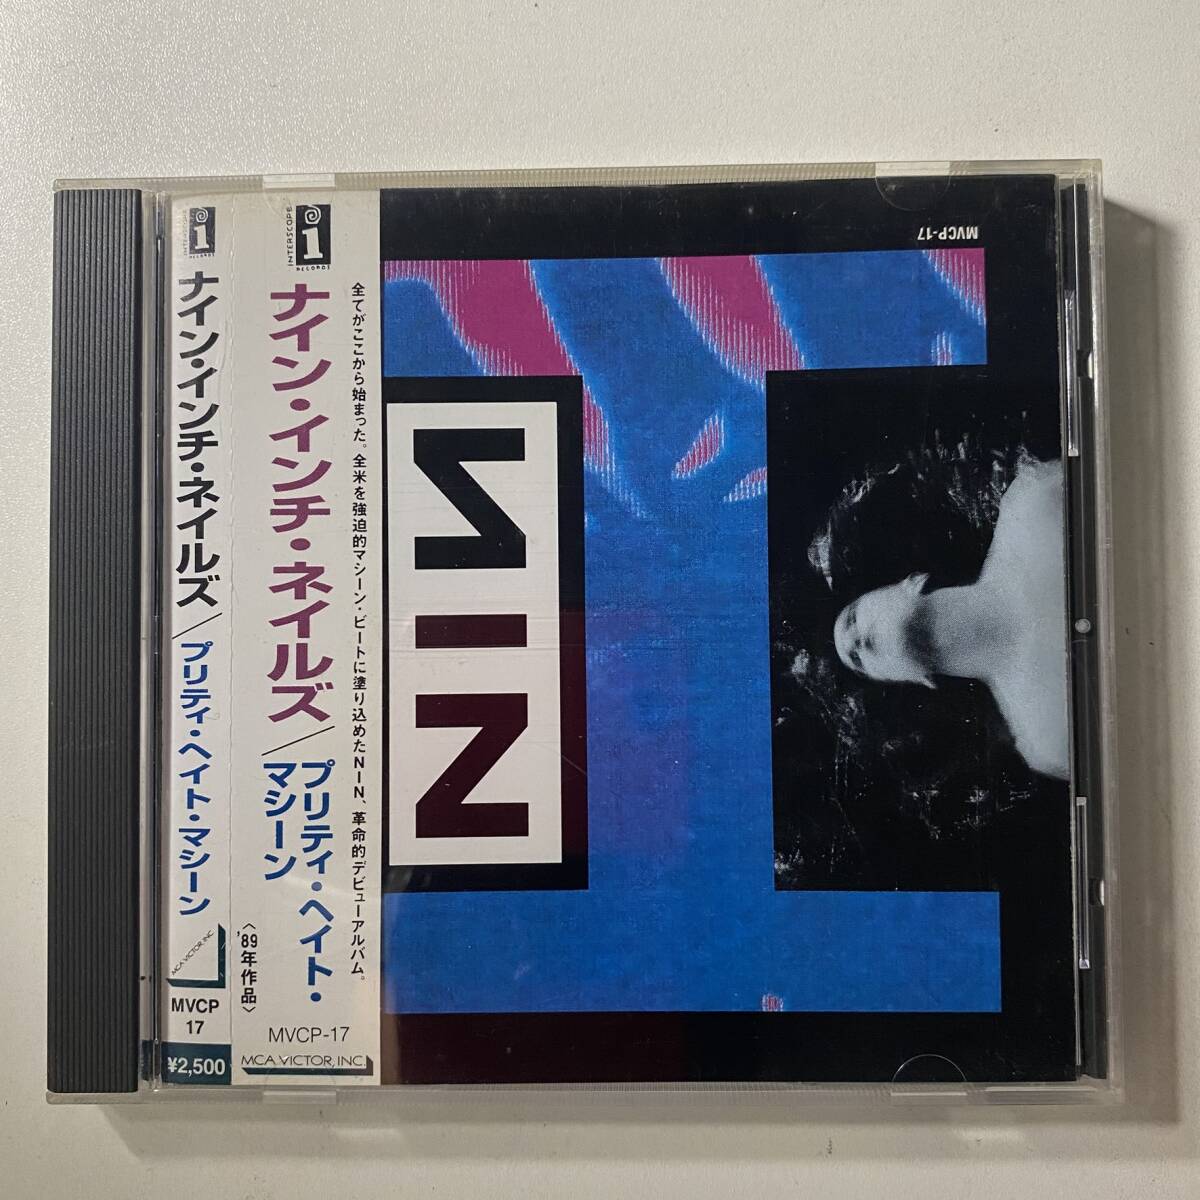 INTERSCOPE
i
RECORDS
ナイン・インチ・ネイルズ／プリティ・ヘイト・マシーン
MCA VICTOR, INC.
MVCP
17
¥2,500
INTERSCOPE
i
RECORDS
全てがここから始まった。全米を強迫的マシーン・ビートに塗り込めたNIN、革命的デビューアルバム。
ナイン・インチ・ネイルズ／プリティ・ヘイト・
マシーン
〈'89年作品〉
MVCP-17
MCA VICTOR, INC.
MVCP-17
NIN